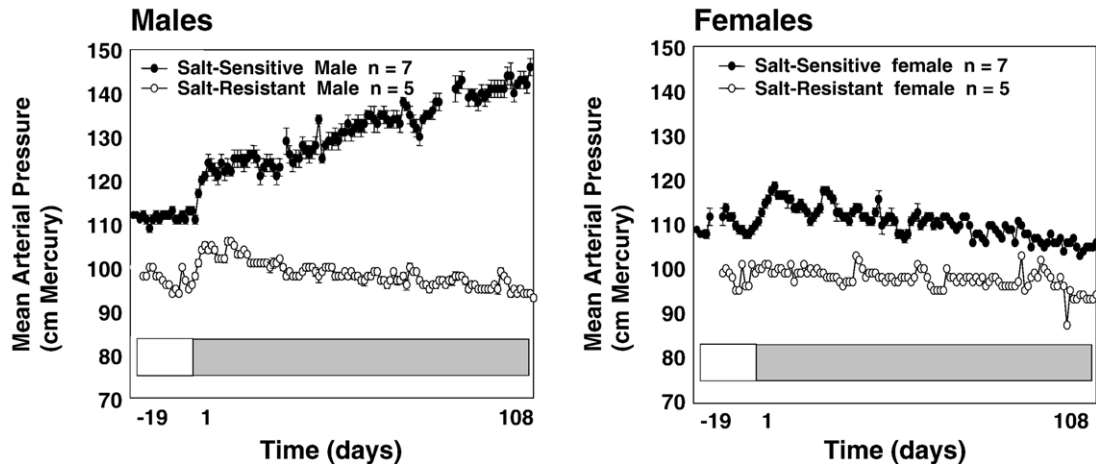 Males
150
140
130
120
110
100
90
80
70
Salt-Sensitive Male n = 7
Salt-Resistant Male n = 5
Mean Arterial Pressure
(cm Mercury)
-19 1 108
Time (days)
Females
150
140
130
120
110
100
90
80
70
Salt-Sensitive female n = 7
Salt-Resistant female n = 5
Mean Arterial Pressure
(cm Mercury)
-19 1 108
Time (days)